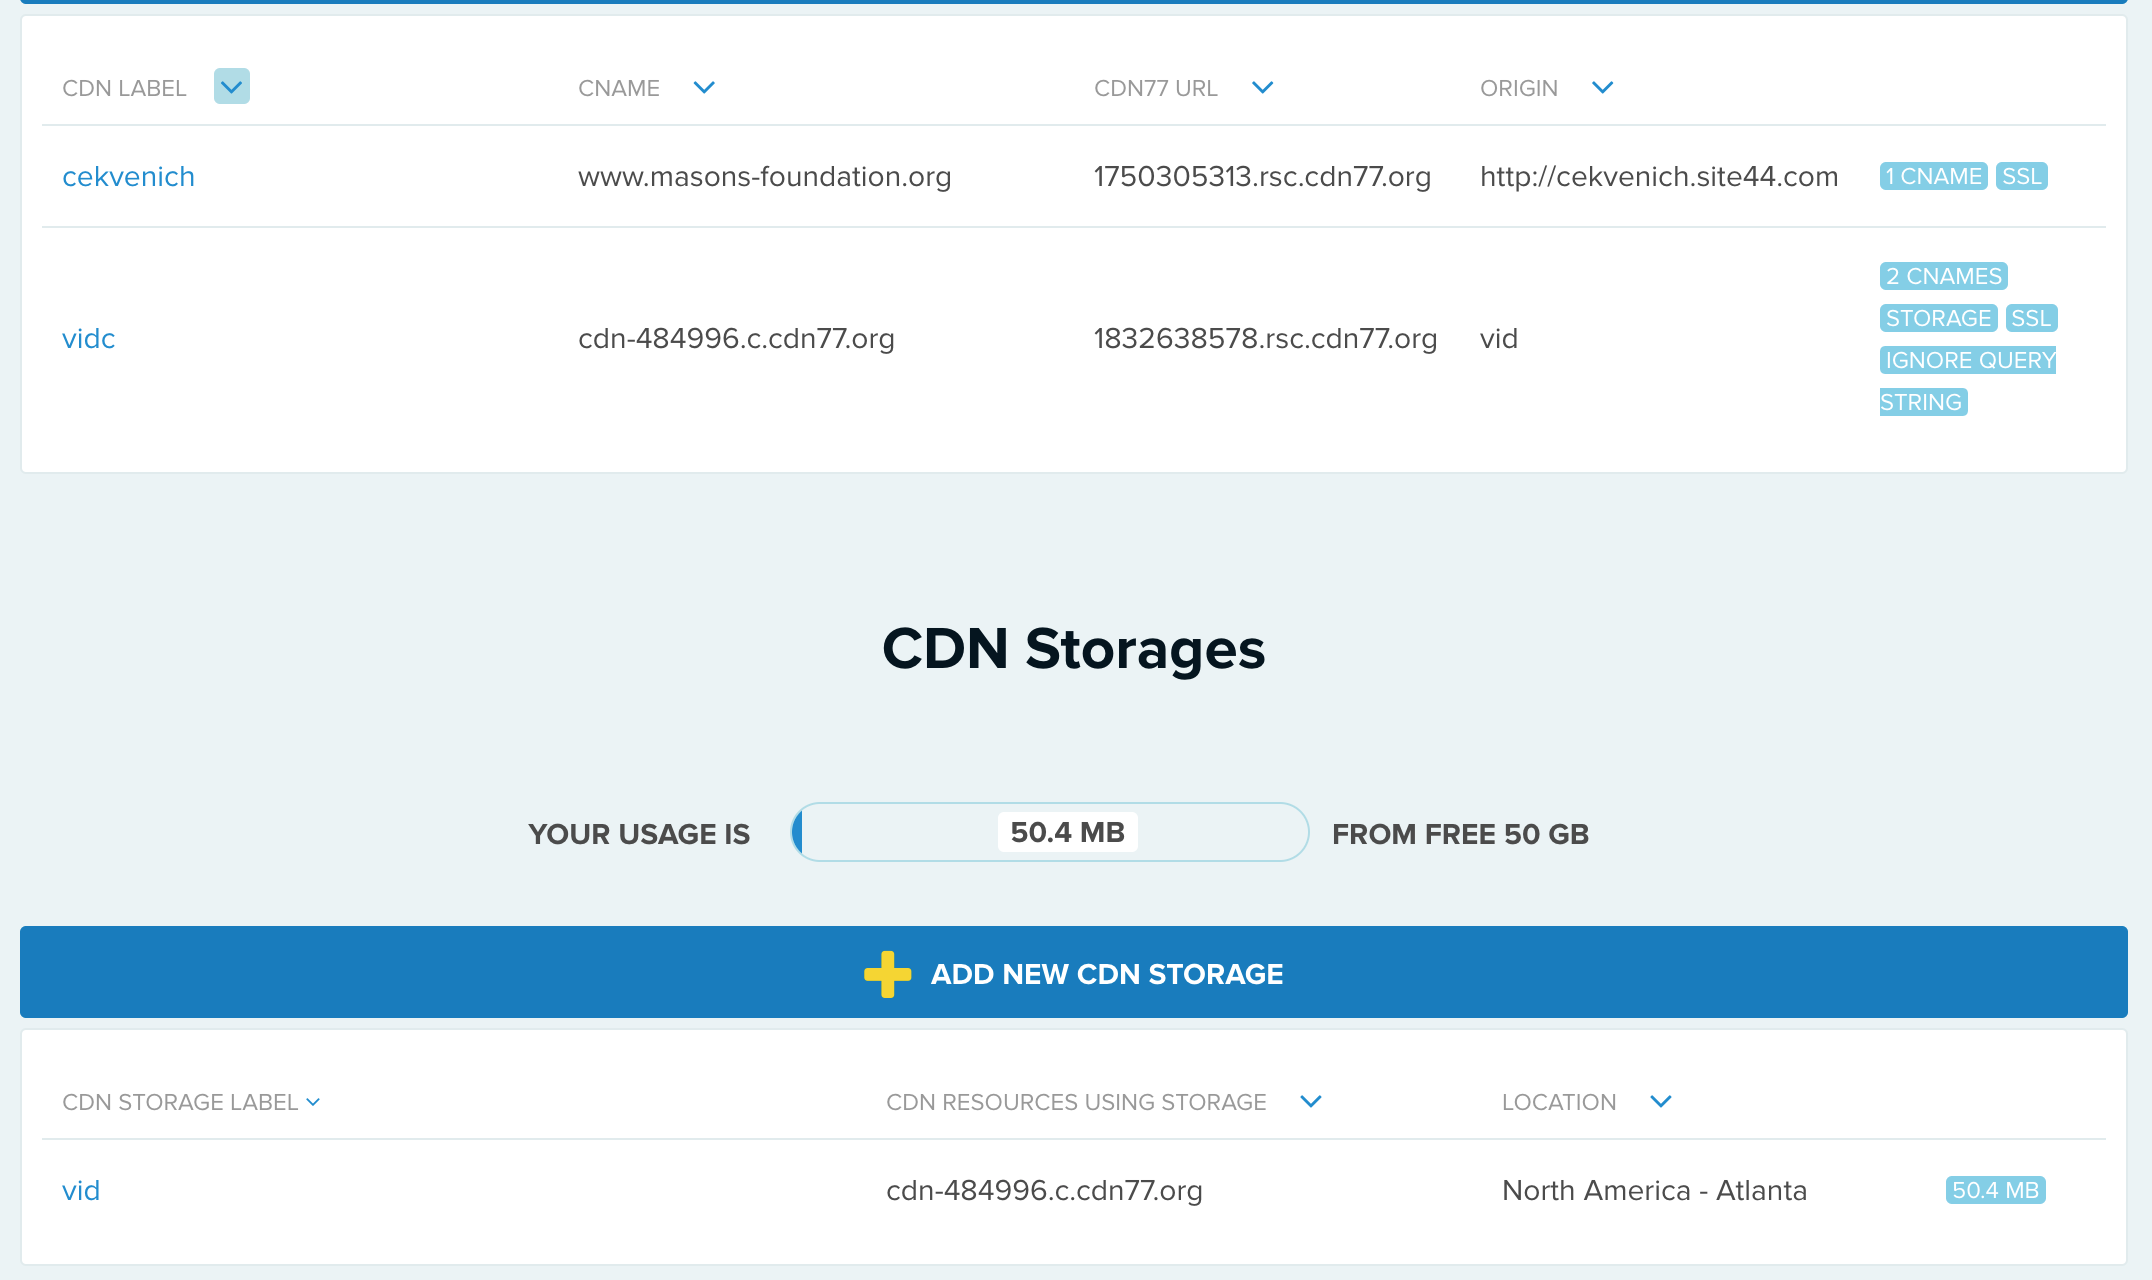 CDN LABEL CNAME CDN77 URL ORIGIN
cekvenich www.masons-foundation.org 1750305313.rsc.cdn77.org http://cekvenich.site44.com 1 CNAME SSL
2 CNAMES
vidc cdn-484996.c.cdn77.org 1832638578.rsc.cdn77.org vid STORAGE SSL
IGNORE QUERY
STRING
CDN Storages
YOUR USAGE IS 50.4 MB FROM FREE 50 GB
ADD NEW CDN STORAGE
CDN STORAGE LABEL CDN RESOURCES USING STORAGE LOCATION
vid cdn-484996.c.cdn77.org North America - Atlanta 50.4 MB